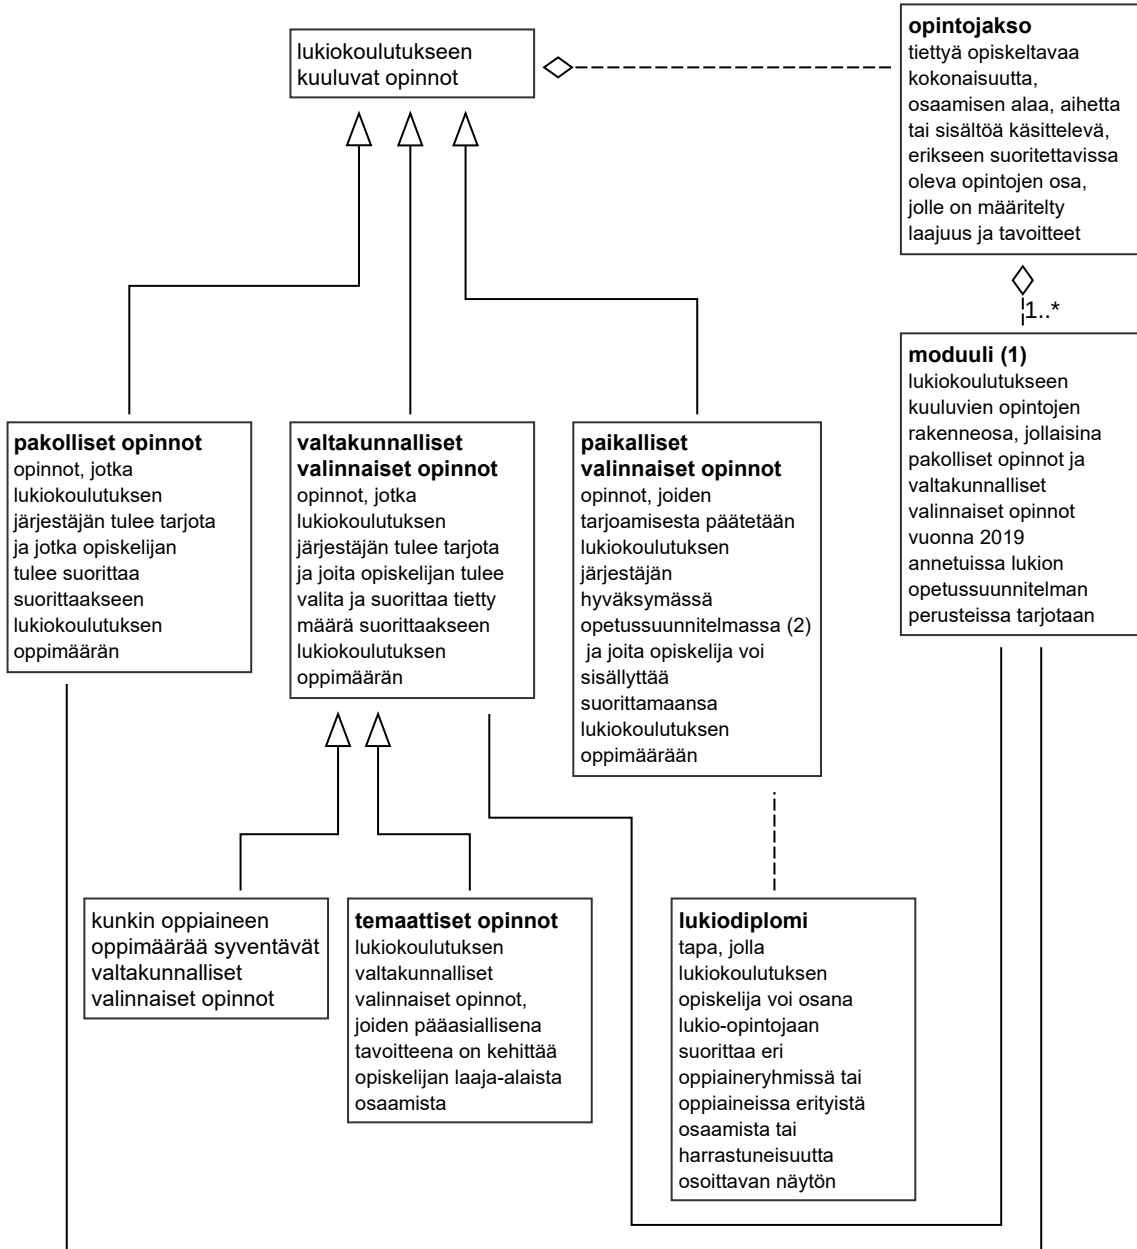 lukiokoulutukseen
kuuluvat opinnot
opintojakso
tiettyä opiskeltavaa
kokonaisuutta,
osaamisen alaa, aihetta
tai sisältöä käsittelevä,
erikseen suoritettavissa
oleva opintojen osa,
jolle on määritelty
laajuus ja tavoitteet
1..*
moduuli (1)
lukiokoulutukseen
kuuluvien opintojen
rakenneosa, jollaisina
pakolliset opinnot ja
valtakunnalliset
valinnaiset opinnot
vuonna 2019
annetuissa lukion
opetussuunnitelman
perusteissa tarjotaan
pakolliset opinnot
opinnot, jotka
lukiokoulutuksen
järjestäjän tulee tarjota
ja jotka opiskelijan
tulee suorittaa
suorittaakseen
lukiokoulutuksen
oppimäärän
valtakunnalliset
valinnaiset opinnot
opinnot, jotka
lukiokoulutuksen
järjestäjän tulee tarjota
ja joita opiskelijan tulee
valita ja suorittaa tietty
määrä suorittaakseen
lukiokoulutuksen
oppimäärän
paikalliset
valinnaiset opinnot
opinnot, joiden
tarjoamisesta päätetään
lukiokoulutuksen
järjestäjän
hyväksymässä
opetussuunnitelmassa (2)
ja joita opiskelija voi
sisällyttää
suorittamaansa
lukiokoulutuksen
oppimäärään
kunkin oppiaineen
oppimäärää syventävät
valtakunnalliset
valinnaiset opinnot
temaattiset opinnot
lukiokoulutuksen
valtakunnalliset
valinnaiset opinnot,
joiden pääasiallisena
tavoitteena on kehittää
opiskelijan laaja-alaista
osaamista
lukiodiplomi
tapa, jolla
lukiokoulutuksen
opiskelija voi osana
lukio-opintojaan
suorittaa eri
oppiaineryhmissä tai
oppiaineissa erityistä
osaamista tai
harrastuneisuutta
osoittavan näytön